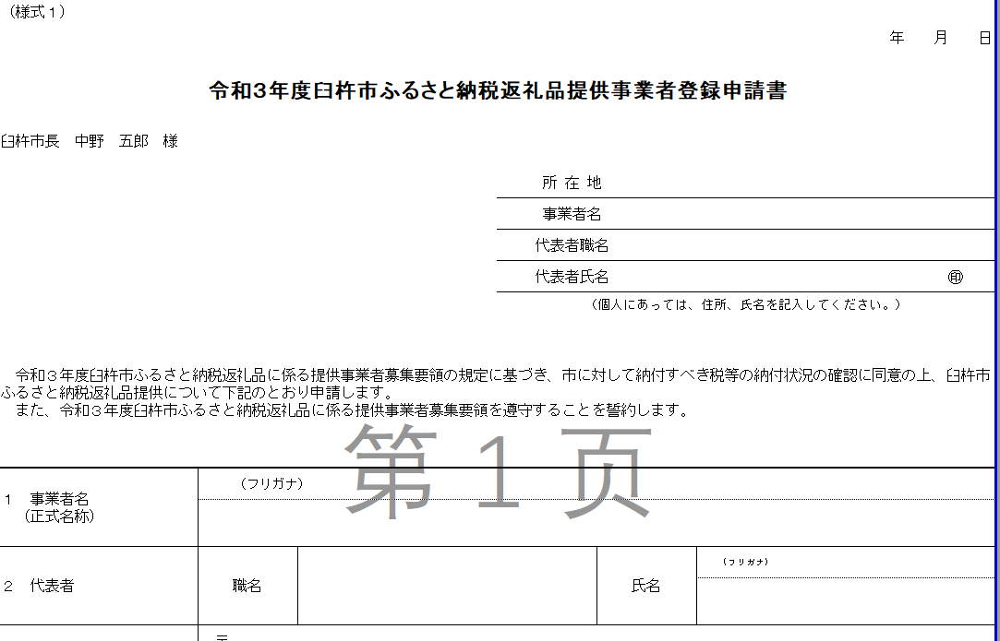 （様式１）
年　　月　　日
令和３年度臼杵市ふるさと納税返礼品提供事業者登録申請書
臼杵市長　中野　五郎　様
所 在 地
事業者名
代表者職名
代表者氏名　㊞
（個人にあっては、住所、氏名を記入してください。）
令和３年度臼杵市ふるさと納税返礼品に係る提供事業者募集要領の規定に基づき、市に対して納付すべき税等の納付状況の確認に同意の上、臼杵市
ふるさと納税返礼品提供について下記のとおり申請します。
また、令和３年度臼杵市ふるさと納税返礼品に係る提供事業者募集要領を遵守することを誓約します。
第 1 页
（フリガナ）
１　事業者名
（正式名称）
（フリガナ）
２　代表者　職名　氏名
〒